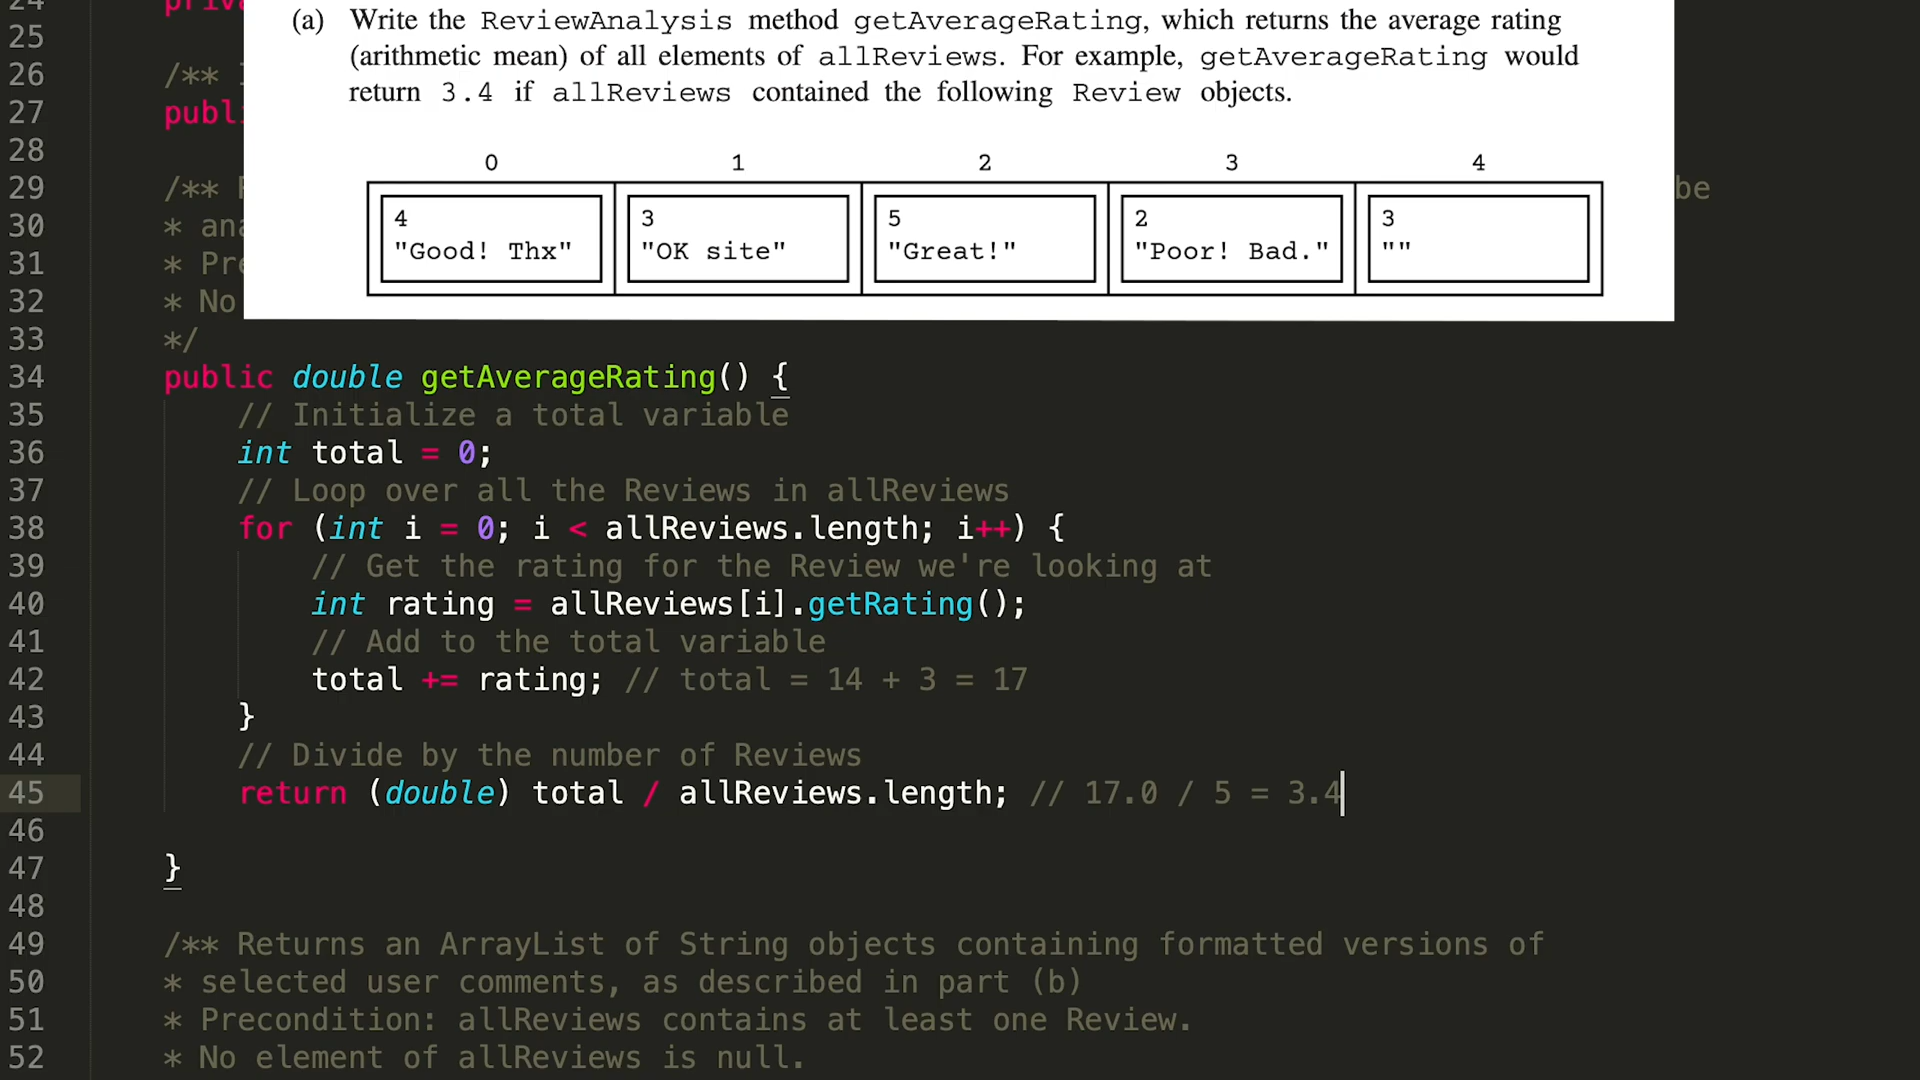 (a) Write the ReviewAnalysis method getAverageRating, which returns the average rating
(arithmetic mean) of all elements of allReviews. For example, getAverageRating would
return 3.4 if allReviews contained the following Review objects.
0 1 2 3 4
4 3 5 2 3
"Good! Thx" "OK site" "Great!" "Poor! Bad." ""
25
26 /**
27 publ
28
29 /** be
30 * ana
31 * Pre
32 * No
33 */
34 public double getAverageRating() {
35 // Initialize a total variable
36 int total = 0;
37 // Loop over all the Reviews in allReviews
38 for (int i = 0; i < allReviews.length; i++) {
39 // Get the rating for the Review we're looking at
40 int rating = allReviews[i].getRating();
41 // Add to the total variable
42 total += rating; // total = 14 + 3 = 17
43 }
44 // Divide by the number of Reviews
45 return (double) total / allReviews.length; // 17.0 / 5 = 3.4
46
47 }
48
49 /** Returns an ArrayList of String objects containing formatted versions of
50 * selected user comments, as described in part (b)
51 * Precondition: allReviews contains at least one Review.
52 * No element of allReviews is null.